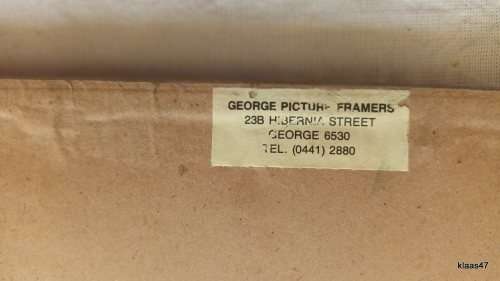 GEORGE PICTURE FRAMERS
23B HIBERNIA STREET
GEORGE 6530
TEL. (0441) 2880
klaas47